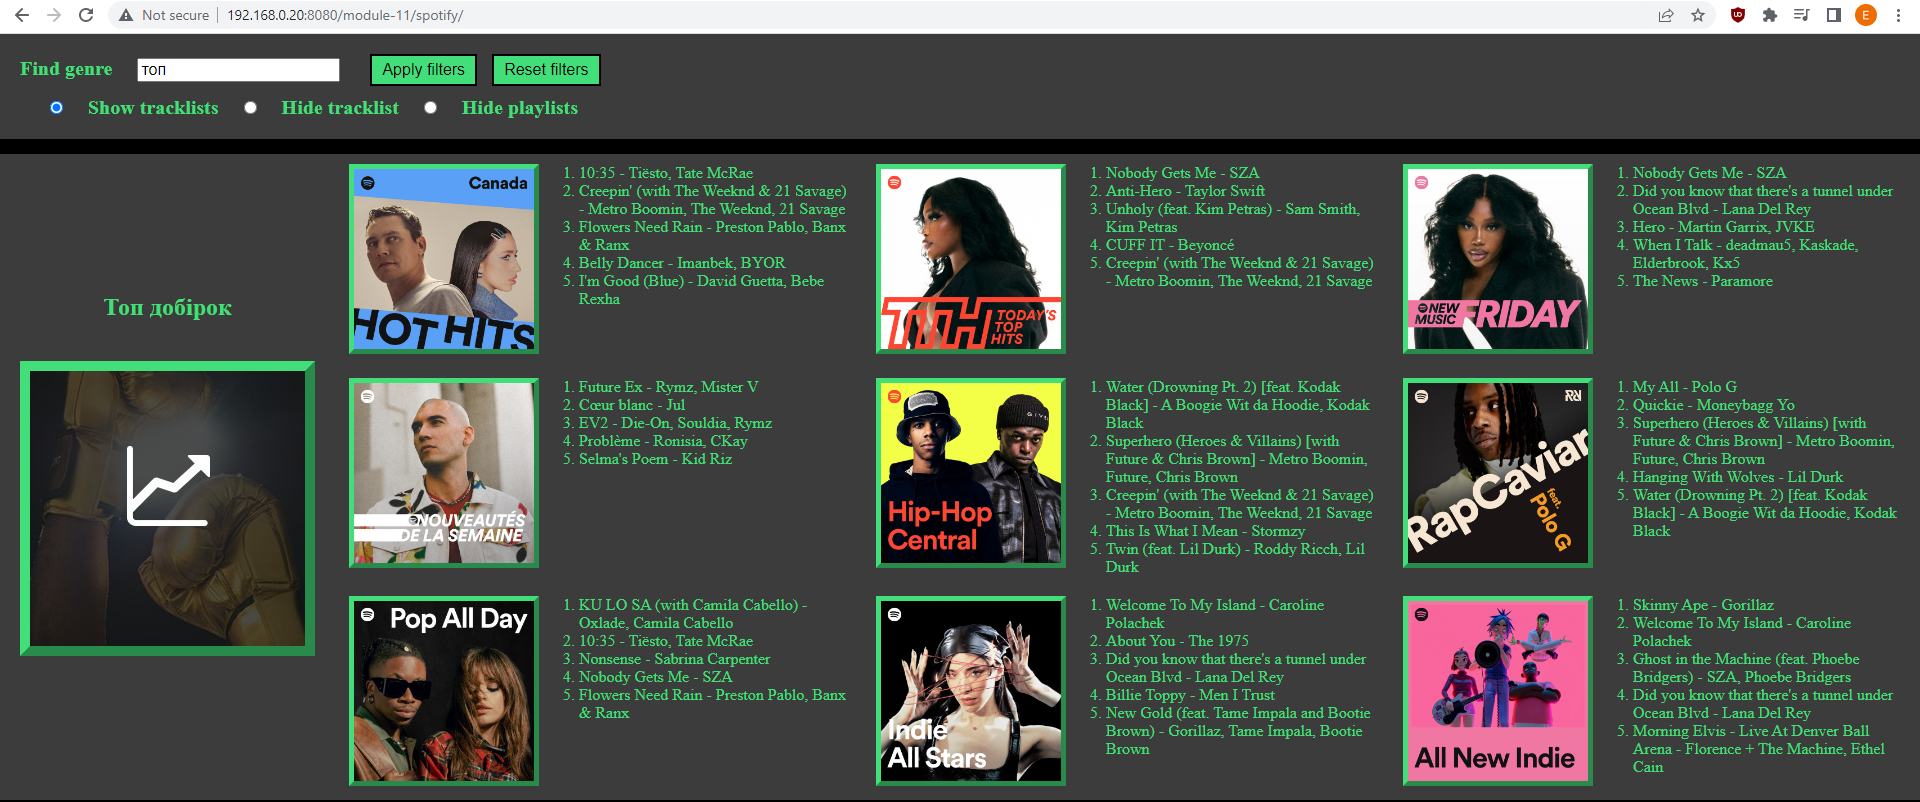 Not secure
192.168.0.20:8080/module-11/spotify/
E
Find genre
топ
Apply filters
Reset filters
Show tracklists
Hide tracklist
Hide playlists
Топ добірок
Canada
HOT HITS
1. 10:35 - Tiësto, Tate McRae
2. Creepin' (with The Weeknd & 21 Savage)
- Metro Boomin, The Weeknd, 21 Savage
3. Flowers Need Rain - Preston Pablo, Banx
& Ranx
4. Belly Dancer - Imanbek, BYOR
5. I'm Good (Blue) - David Guetta, Bebe
Rexha
TTH
TODAY'S
TOP
HITS
1. Nobody Gets Me - SZA
2. Anti-Hero - Taylor Swift
3. Unholy (feat. Kim Petras) - Sam Smith,
Kim Petras
4. CUFF IT - Beyoncé
5. Creepin' (with The Weeknd & 21 Savage)
- Metro Boomin, The Weeknd, 21 Savage
NEW
MUSIC
FRIDAY
1. Nobody Gets Me - SZA
2. Did you know that there's a tunnel under
Ocean Blvd - Lana Del Rey
3. Hero - Martin Garrix, JVKE
4. When I Talk - deadmau5, Kaskade,
Elderbrook, Kx5
5. The News - Paramore
NOUVEAUTÉS
DE LA SEMAINE
1. Future Ex - Rymz, Mister V
2. Cœur blanc - Jul
3. EV2 - Die-On, Souldia, Rymz
4. Problème - Ronisia, CKay
5. Selma's Poem - Kid Riz
Hip-Hop
Central
1. Water (Drowning Pt. 2) [feat. Kodak
Black] - A Boogie Wit da Hoodie, Kodak
Black
2. Superhero (Heroes & Villains) [with
Future & Chris Brown] - Metro Boomin,
Future, Chris Brown
3. Creepin' (with The Weeknd & 21 Savage)
- Metro Boomin, The Weeknd, 21 Savage
4. This Is What I Mean - Stormzy
5. Twin (feat. Lil Durk) - Roddy Ricch, Lil
Durk
RapCaviar
feat.
Polo G
1. My All - Polo G
2. Quickie - Moneybagg Yo
3. Superhero (Heroes & Villains) [with
Future & Chris Brown] - Metro Boomin,
Future, Chris Brown
4. Hanging With Wolves - Lil Durk
5. Water (Drowning Pt. 2) [feat. Kodak
Black] - A Boogie Wit da Hoodie, Kodak
Black
Pop All Day
1. KU LO SA (with Camila Cabello) -
Oxlade, Camila Cabello
2. 10:35 - Tiësto, Tate McRae
3. Nonsense - Sabrina Carpenter
4. Nobody Gets Me - SZA
5. Flowers Need Rain - Preston Pablo, Banx
& Ranx
Indie
All Stars
1. Welcome To My Island - Caroline
Polachek
2. About You - The 1975
3. Did you know that there's a tunnel under
Ocean Blvd - Lana Del Rey
4. Billie Toppy - Men I Trust
5. New Gold (feat. Tame Impala and Bootie
Brown) - Gorillaz, Tame Impala, Bootie
Brown
All New Indie
1. Skinny Ape - Gorillaz
2. Welcome To My Island - Caroline
Polachek
3. Ghost in the Machine (feat. Phoebe
Bridgers) - SZA, Phoebe Bridgers
4. Did you know that there's a tunnel under
Ocean Blvd - Lana Del Rey
5. Morning Elvis - Live At Denver Ball
Arena - Florence + The Machine, Ethel
Cain